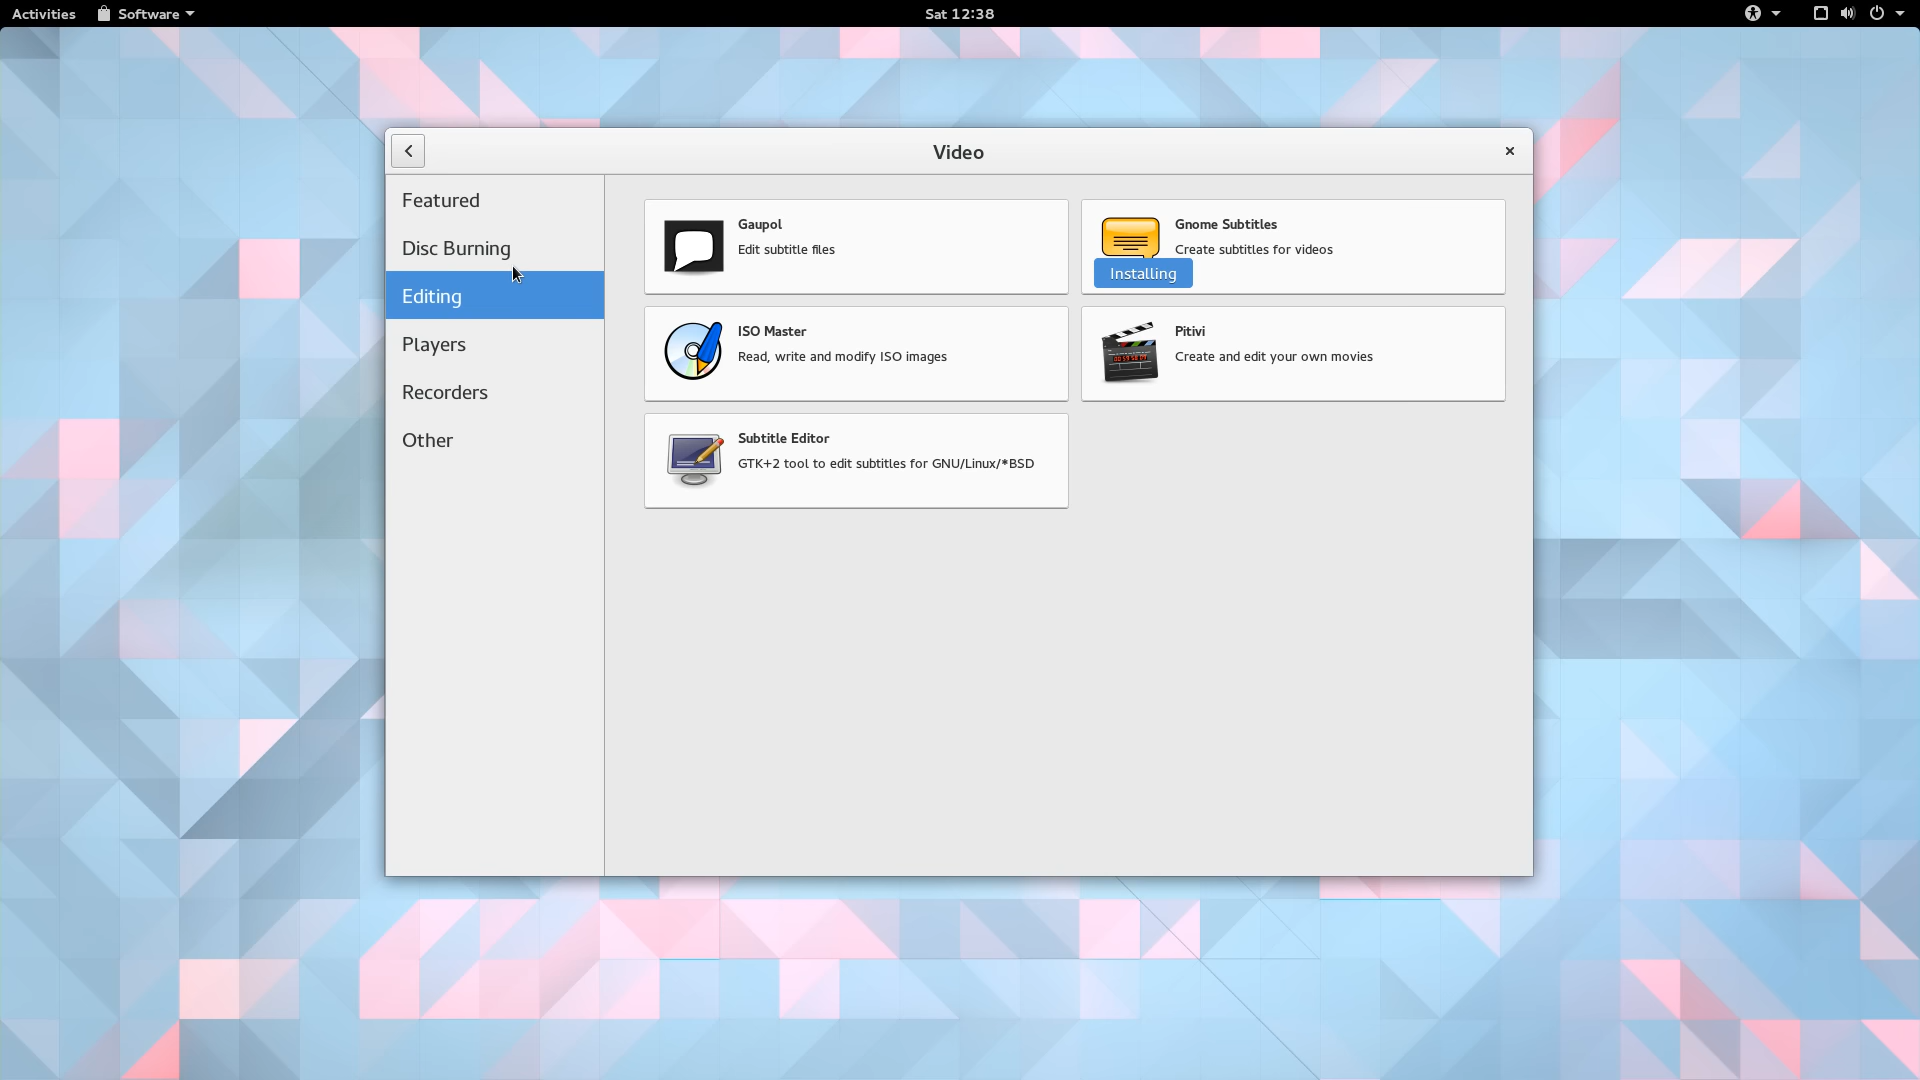 Activities
Software
Sat 12:38
Video
Featured
Disc Burning
Editing
Players
Recorders
Other
Gaupol
Edit subtitle files
Gnome Subtitles
Create subtitles for videos
Installing
ISO Master
Read, write and modify ISO images
Pitivi
Create and edit your own movies
Subtitle Editor
GTK+2 tool to edit subtitles for GNU/Linux/*BSD